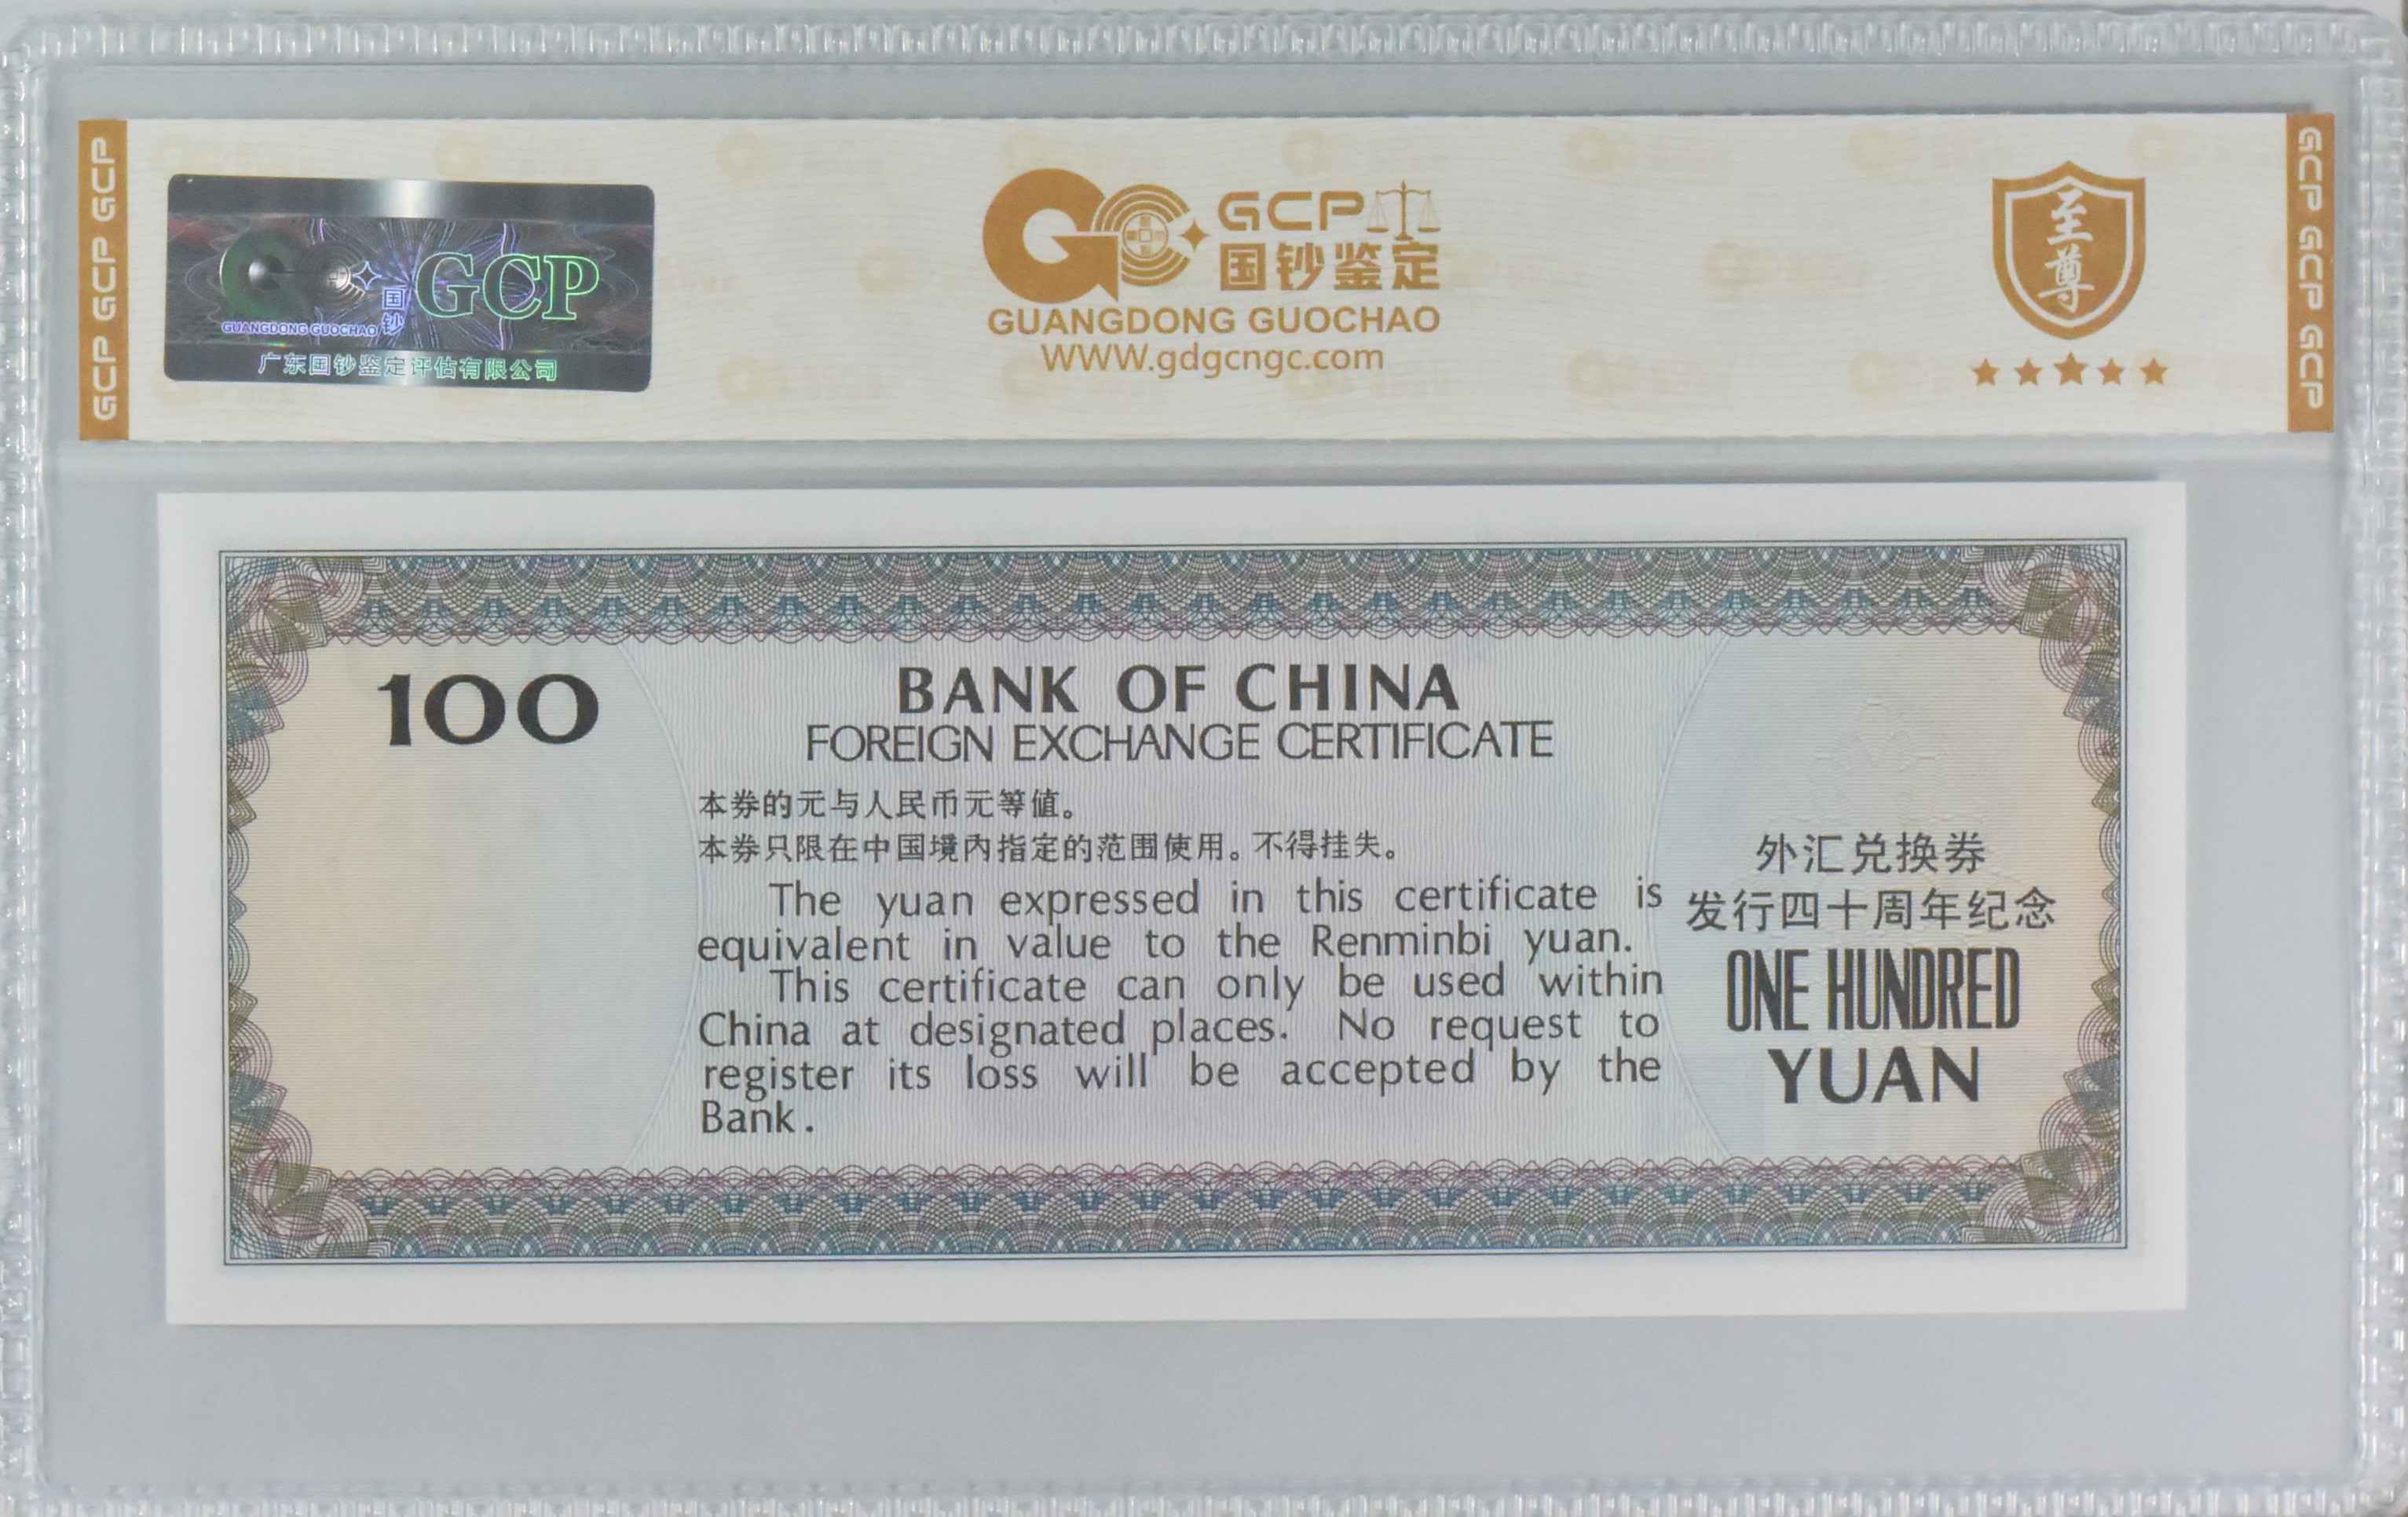 GCP GCP GCP
GUANGDONG GUOCHAO
国钞
GCP
广东国钞鉴定评估有限公司
GCP
国钞鉴定
GUANGDONG GUOCHAO
WWW.gdgcngc.com
至尊
GCP GCP GCP
100
BANK OF CHINA
FOREIGN EXCHANGE CERTIFICATE
本券的元与人民币元等值。
本券只限在中国境内指定的范围使用。不得挂失。
The yuan expressed in this certificate is
equivalent in value to the Renminbi yuan.
This certificate can only be used within
China at designated places. No request to
register its loss will be accepted by the
Bank.
外汇兑换券
发行四十周年纪念
ONE HUNDRED
YUAN